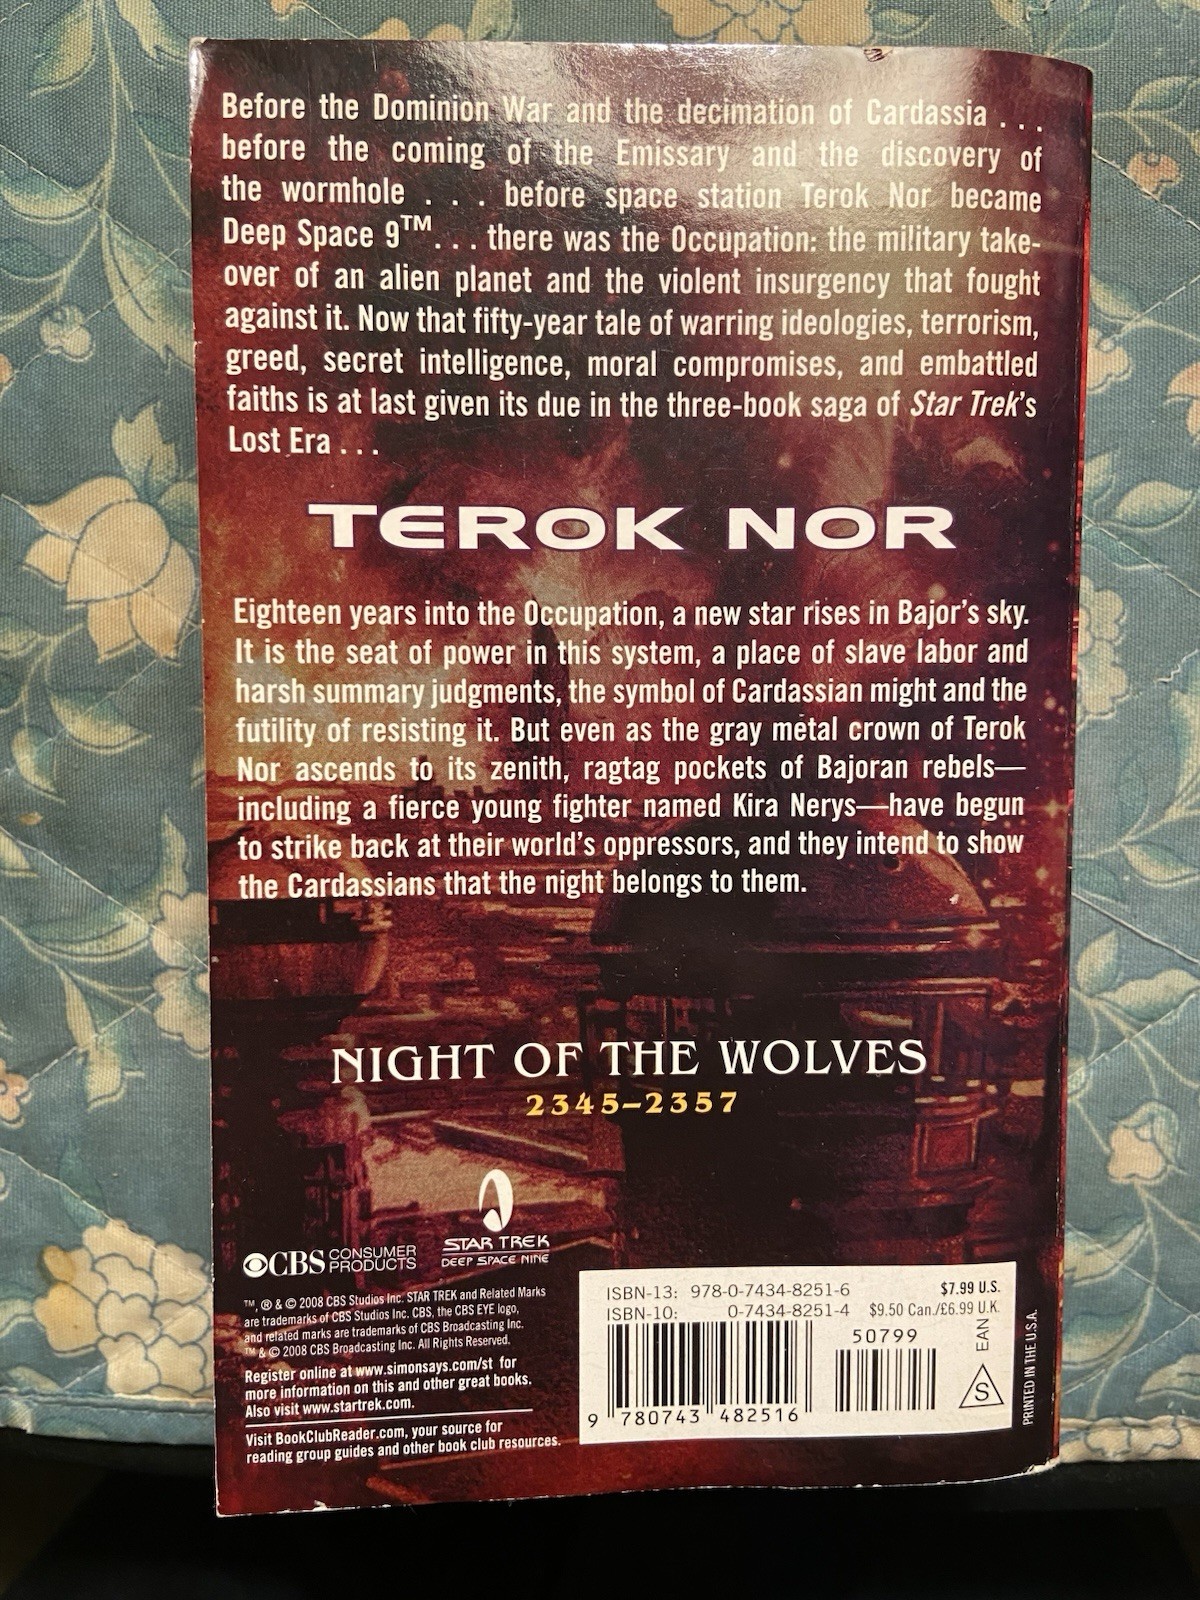 Before the Dominion War and the decimation of Cardassia . . .
before the coming of the Emissary and the discovery of
the wormhole . . . before space station Terok Nor became
Deep Space 9™. . . there was the Occupation: the military take-
over of an alien planet and the violent insurgency that fought
against it. Now that fifty-year tale of warring ideologies, terrorism,
greed, secret intelligence, moral compromises, and embattled
faiths is at last given its due in the three-book saga of Star Trek's
Lost Era . . .
TEROK NOR
Eighteen years into the Occupation, a new star rises in Bajor's sky.
It is the seat of power in this system, a place of slave labor and
harsh summary judgments, the symbol of Cardassian might and the
futility of resisting it. But even as the gray metal crown of Terok
Nor ascends to its zenith, ragtag pockets of Bajoran rebels—
including a fierce young fighter named Kira Nerys—have begun
to strike back at their world's oppressors, and they intend to show
the Cardassians that the night belongs to them.
NIGHT OF THE WOLVES
2345–2357
CBS CONSUMER
PRODUCTS
STAR TREK
DEEP SPACE NINE
™, ® & © 2008 CBS Studios Inc. STAR TREK and Related Marks
are trademarks of CBS Studios Inc. CBS, the CBS EYE logo,
and related marks are trademarks of CBS Broadcasting Inc.
™ & © 2008 CBS Broadcasting Inc. All Rights Reserved.
Register online at www.simonsays.com/st for
more information on this and other great books.
Also visit www.startrek.com.
Visit BookClubReader.com, your source for
reading group guides and other book club resources.
ISBN-13: 978-0-7434-8251-6 $7.99 U.S.
ISBN-10: 0-7434-8251-4 $9.50 Can./£6.99 U.K.
50799
EAN
S
9 780743 482516
PRINTED IN THE U.S.A.